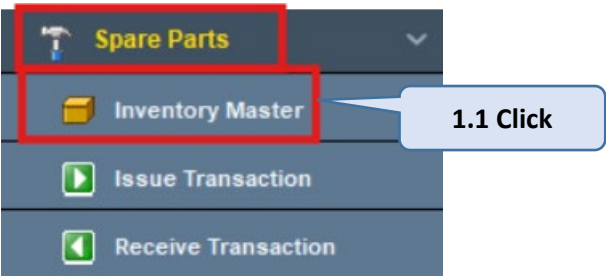 Spare Parts
Inventory Master
1.1 Click
Issue Transaction
Receive Transaction